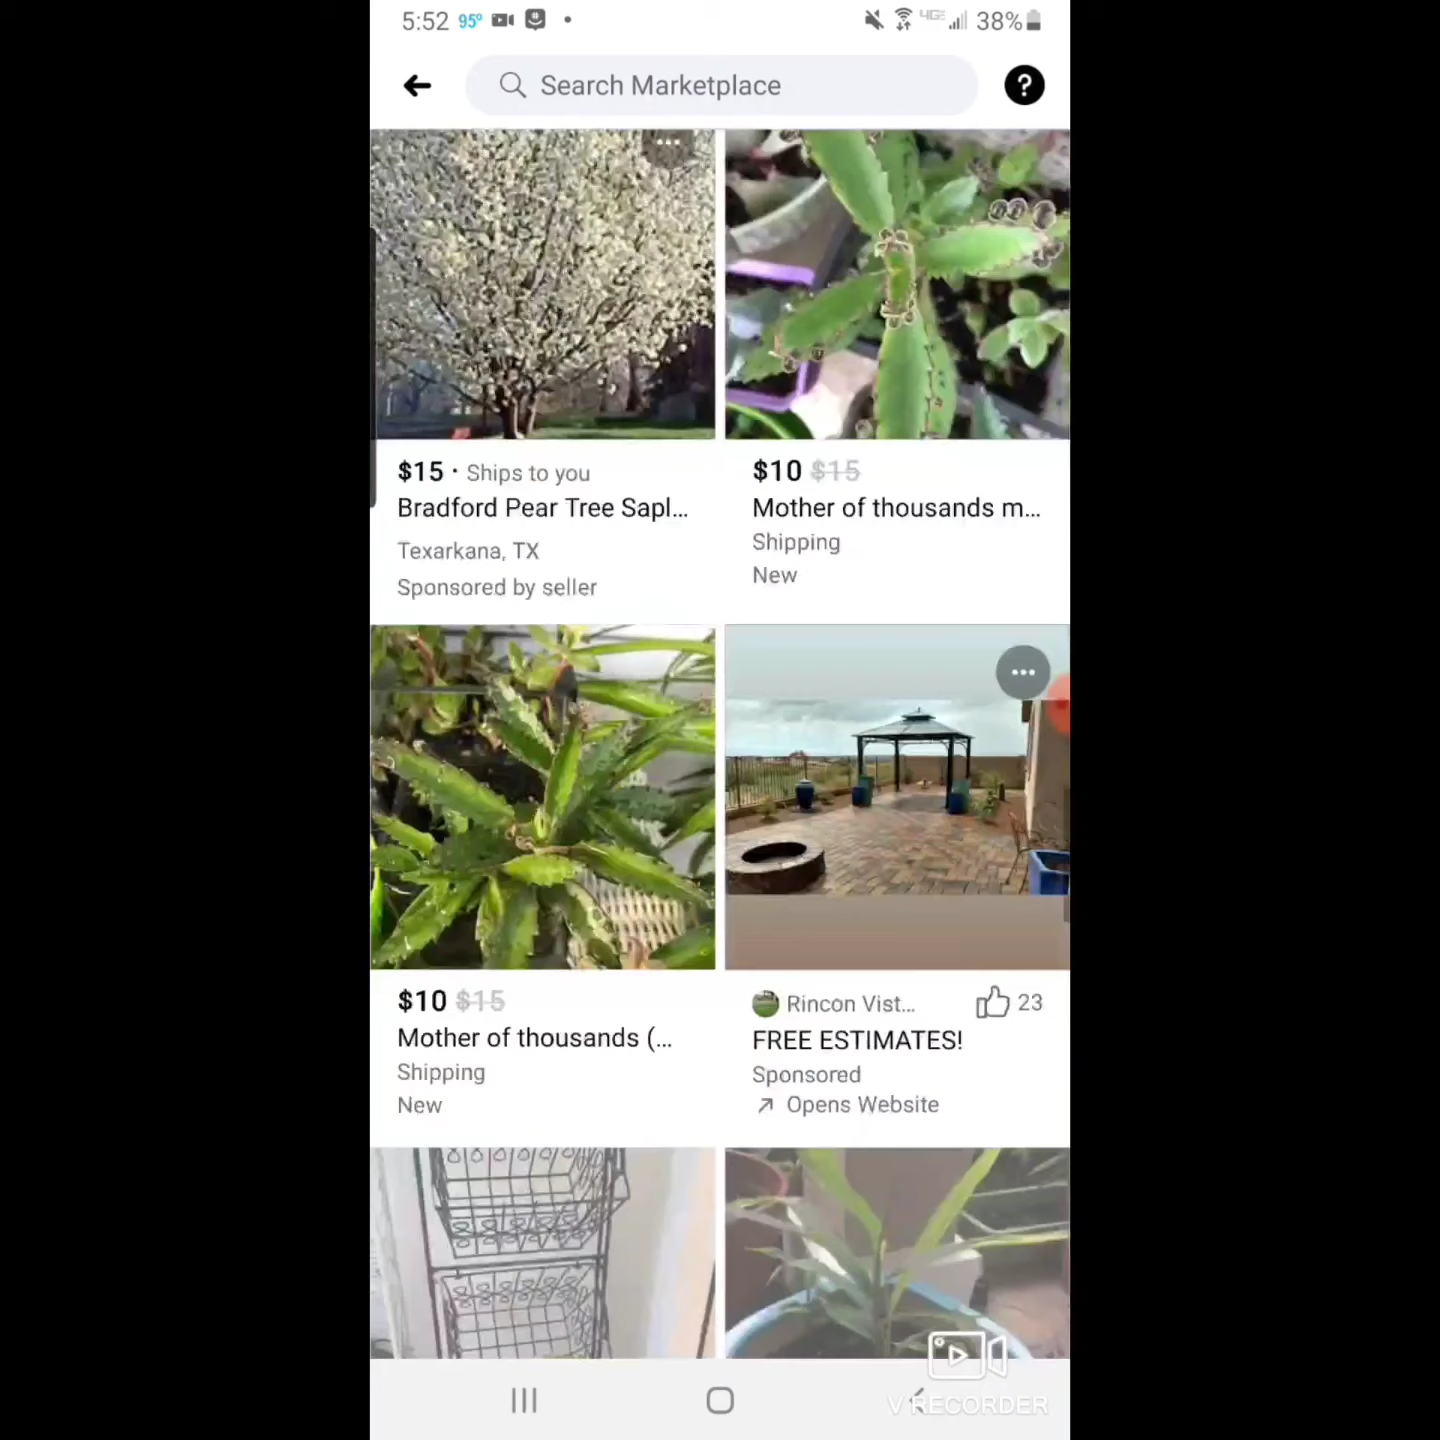 5:52 95° 4GE 38%
Search Marketplace
?
$15 · Ships to you
Bradford Pear Tree Sapl...
Texarkana, TX
Sponsored by seller
$10 $15
Mother of thousands m...
Shipping
New
$10 $15
Mother of thousands (...
Shipping
New
Rincon Vist... 23
FREE ESTIMATES!
Sponsored
Opens Website
V RECORDER